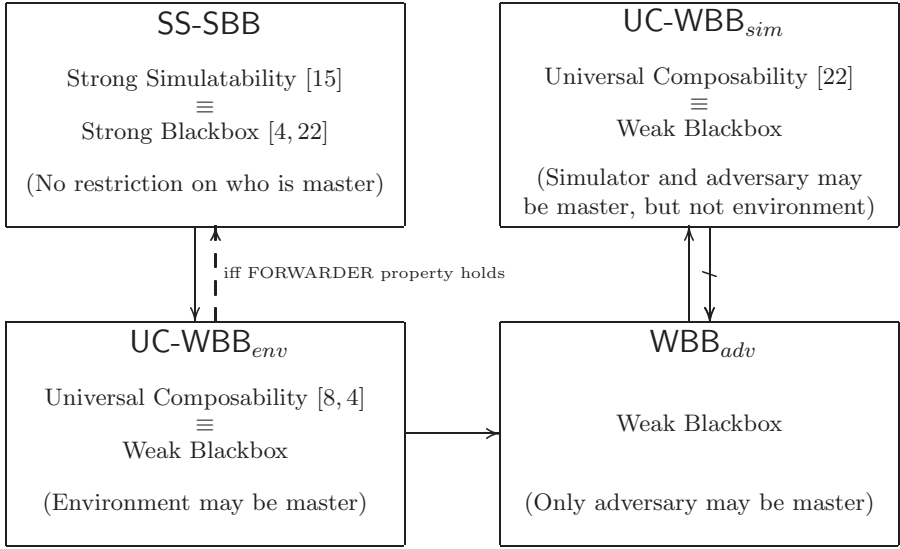 SS-SBB
Strong Simulatability [15]
≡
Strong Blackbox [4, 22]
(No restriction on who is master)
UC-WBB_sim
Universal Composability [22]
≡
Weak Blackbox
(Simulator and adversary may
be master, but not environment)
iff FORWARDER property holds
UC-WBB_env
Universal Composability [8, 4]
≡
Weak Blackbox
(Environment may be master)
WBB_adv
Weak Blackbox
(Only adversary may be master)